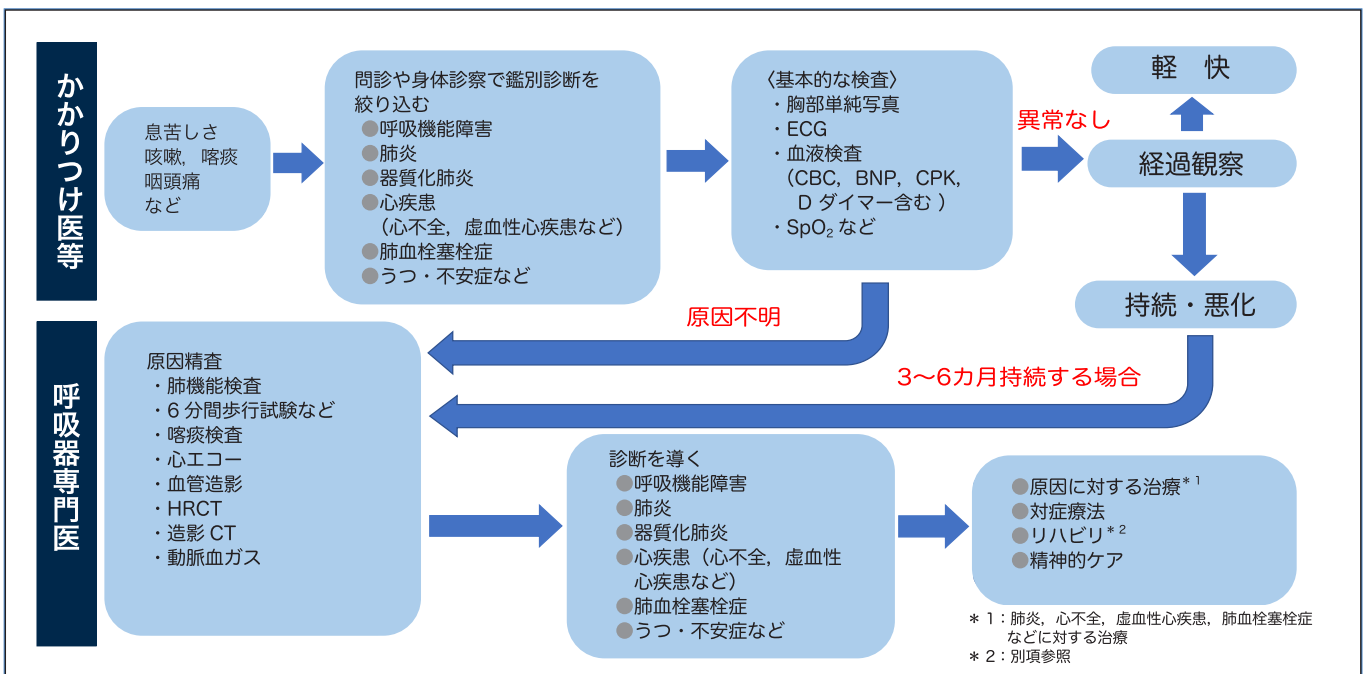 かかりつけ医等
息苦しさ
咳嗽，喀痰
咽頭痛
など
問診や身体診察で鑑別診断を
絞り込む
●呼吸機能障害
●肺炎
●器質化肺炎
●心疾患
（心不全，虚血性心疾患など）
●肺血栓塞栓症
●うつ・不安症など
〈基本的な検査〉
・胸部単純写真
・ECG
・血液検査
（CBC，BNP，CPK，
D ダイマー含む ）
・SpO₂ など
異常なし
軽　快
経過観察
持続・悪化
原因不明
3～6カ月持続する場合
呼吸器専門医
原因精査
・肺機能検査
・6 分間歩行試験など
・喀痰検査
・心エコー
・血管造影
・HRCT
・造影 CT
・動脈血ガス
診断を導く
●呼吸機能障害
●肺炎
●器質化肺炎
●心疾患（心不全，虚血性
心疾患など）
●肺血栓塞栓症
●うつ・不安症など
●原因に対する治療＊1
●対症療法
●リハビリ＊2
●精神的ケア
＊1：肺炎，心不全，虚血性心疾患，肺血栓塞栓症
などに対する治療
＊2：別項参照